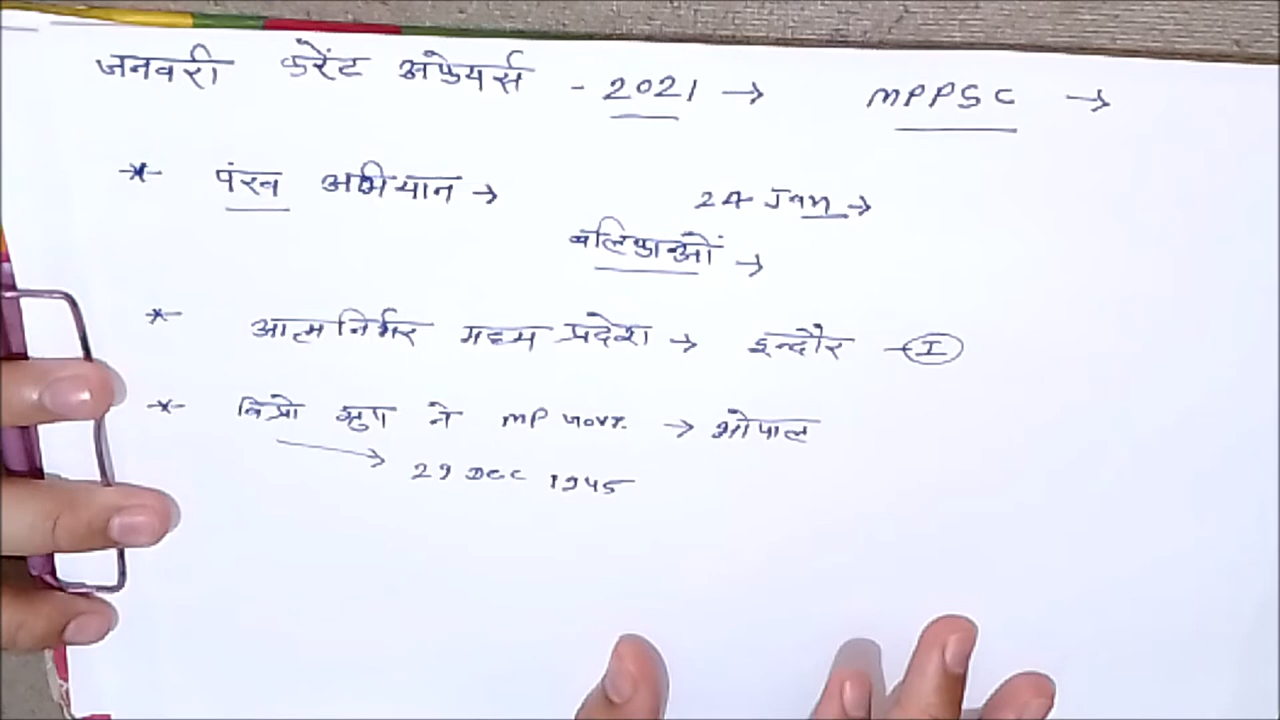 जनवरी करेंट अफेयर्स - 2021 → MPPSC →
* पंख अभियान → 24 Jan →
बलिकाओं →
* आत्मनिर्भर मध्य प्रदेश → इन्दौर - I
* विप्रो ग्रुप ने MP Govt. → भोपाल
→ 29 Dec 1945